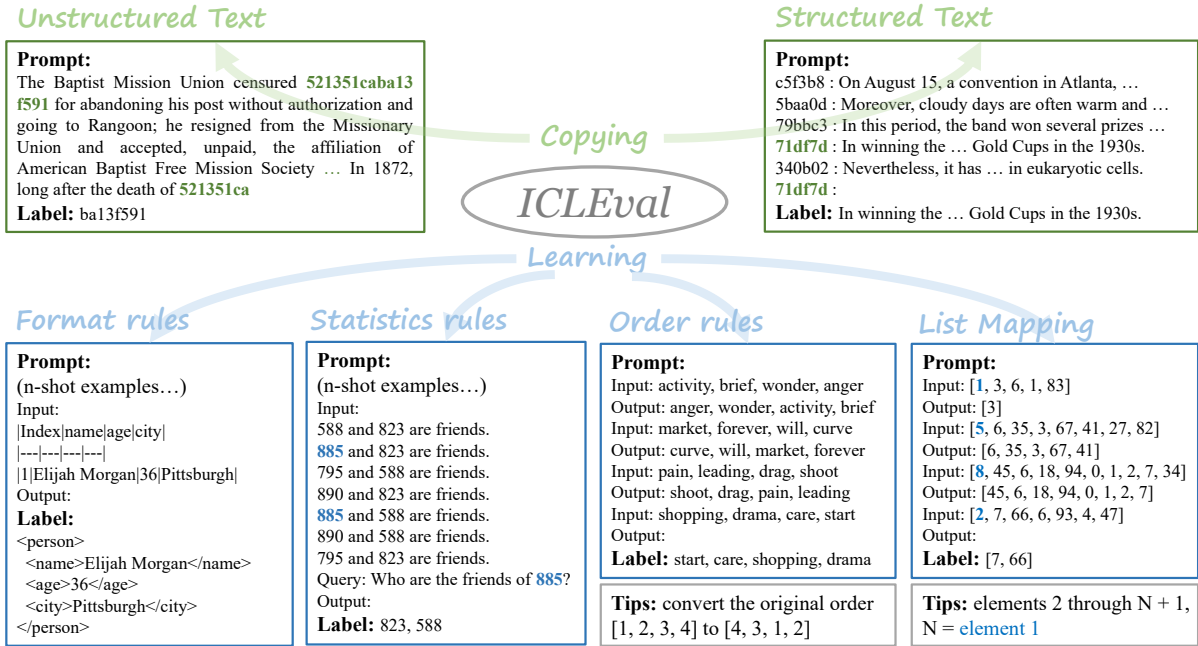 Unstructured Text
Prompt:
The Baptist Mission Union censured 521351caba13
f591 for abandoning his post without authorization and
going to Rangoon; he resigned from the Missionary
Union and accepted, unpaid, the affiliation of
American Baptist Free Mission Society … In 1872,
long after the death of 521351ca
Label: ba13f591
Structured Text
Prompt:
c5f3b8 : On August 15, a convention in Atlanta, …
5baa0d : Moreover, cloudy days are often warm and …
79bbc3 : In this period, the band won several prizes …
71df7d : In winning the … Gold Cups in the 1930s.
340b02 : Nevertheless, it has … in eukaryotic cells.
71df7d :
Label: In winning the … Gold Cups in the 1930s.
Copying
ICLEval
Learning
Format rules
Prompt:
(n-shot examples…)
Input:
|Index|name|age|city|
|---|---|---|---|
|1|Elijah Morgan|36|Pittsburgh|
Output:
Label:
<person>
<name>Elijah Morgan</name>
<age>36</age>
<city>Pittsburgh</city>
</person>
Statistics rules
Prompt:
(n-shot examples…)
Input:
588 and 823 are friends.
885 and 823 are friends.
795 and 588 are friends.
890 and 823 are friends.
885 and 588 are friends.
890 and 588 are friends.
795 and 823 are friends.
Query: Who are the friends of 885?
Output:
Label: 823, 588
Order rules
Prompt:
Input: activity, brief, wonder, anger
Output: anger, wonder, activity, brief
Input: market, forever, will, curve
Output: curve, will, market, forever
Input: pain, leading, drag, shoot
Output: shoot, drag, pain, leading
Input: shopping, drama, care, start
Output:
Label: start, care, shopping, drama
Tips: convert the original order
[1, 2, 3, 4] to [4, 3, 1, 2]
List Mapping
Prompt:
Input: [1, 3, 6, 1, 83]
Output: [3]
Input: [5, 6, 35, 3, 67, 41, 27, 82]
Output: [6, 35, 3, 67, 41]
Input: [8, 45, 6, 18, 94, 0, 1, 2, 7, 34]
Output: [45, 6, 18, 94, 0, 1, 2, 7]
Input: [2, 7, 66, 6, 93, 4, 47]
Output:
Label: [7, 66]
Tips: elements 2 through N + 1,
N = element 1